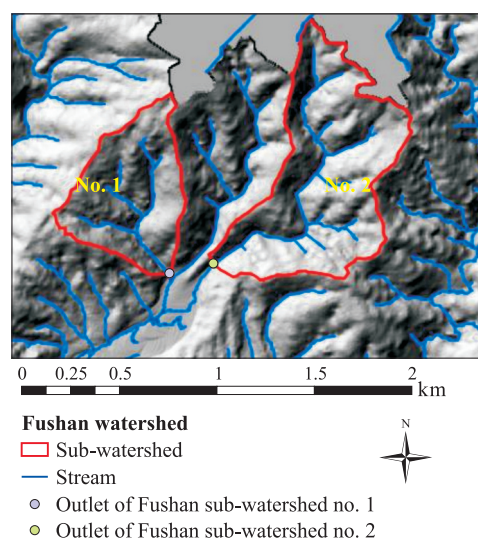 No. 1
No. 2
0 0.25 0.5 1 1.5 2
km
Fushan watershed
N
Sub-watershed
Stream
Outlet of Fushan sub-watershed no. 1
Outlet of Fushan sub-watershed no. 2